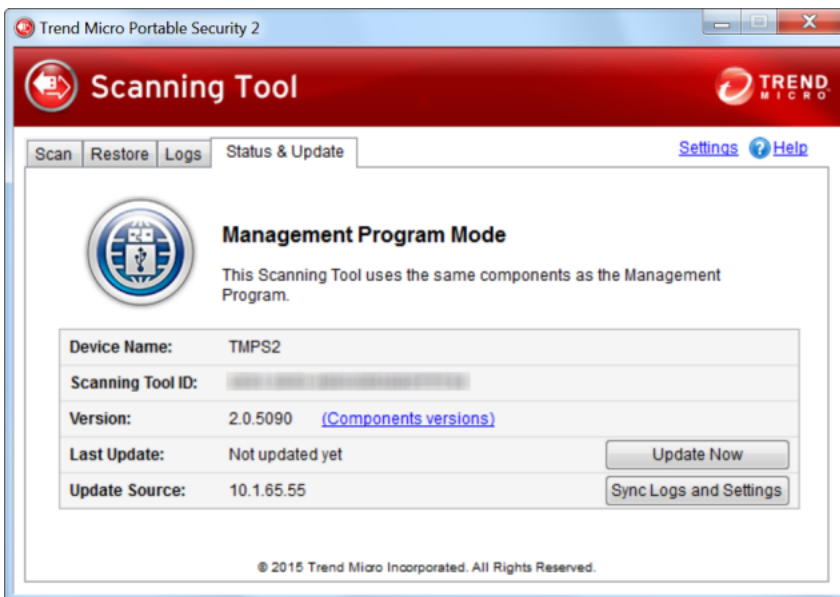 Trend Micro Portable Security 2
Scanning Tool
TREND
MICRO
Scan Restore Logs Status & Update Settings Help
Management Program Mode
This Scanning Tool uses the same components as the Management
Program.
Device Name: TMPS2
Scanning Tool ID:
Version: 2.0.5090 (Components versions)
Last Update: Not updated yet Update Now
Update Source: 10.1.65.55 Sync Logs and Settings
© 2015 Trend Micro Incorporated. All Rights Reserved.